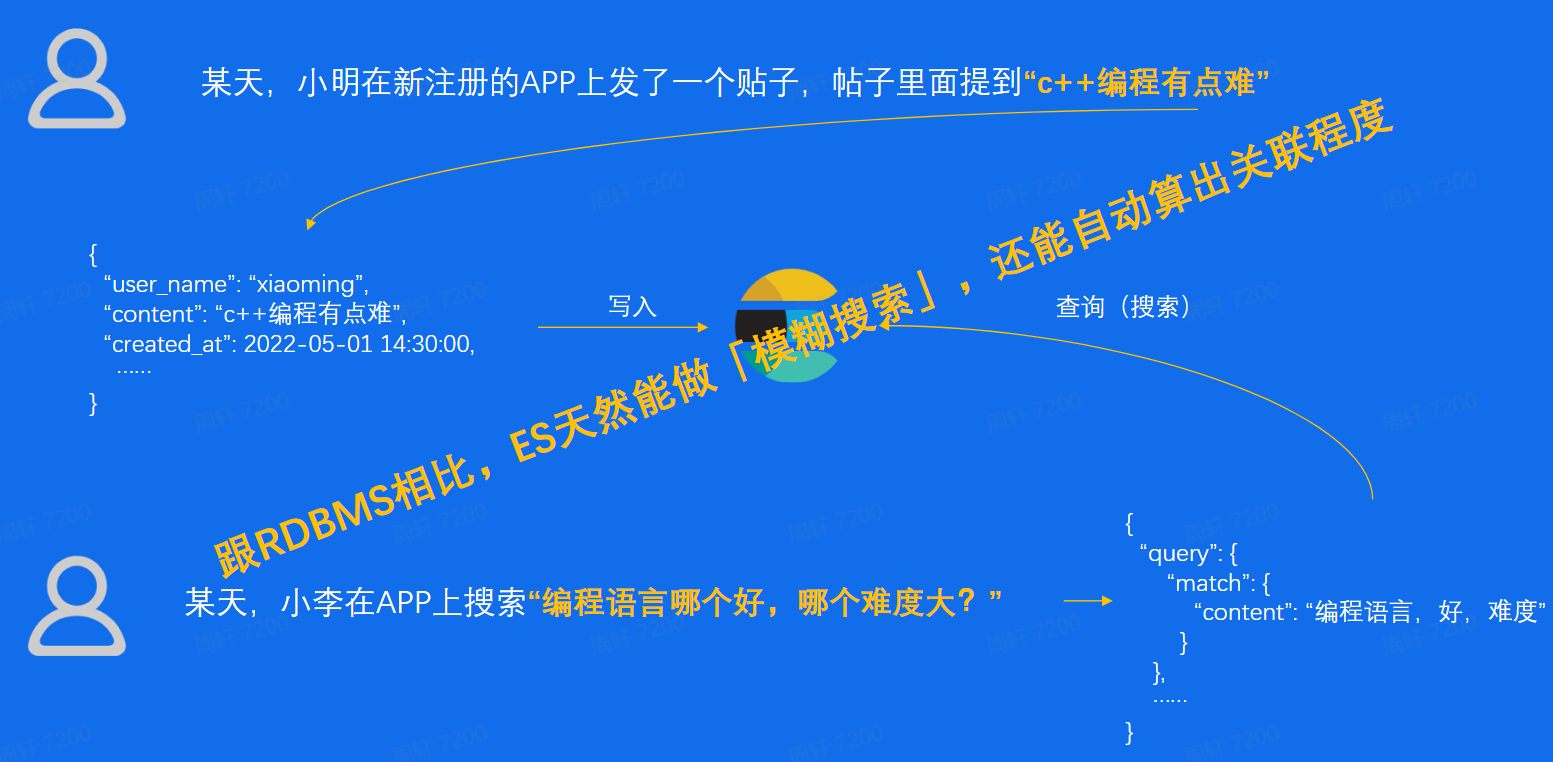 某天，小明在新注册的APP上发了一个贴子，帖子里面提到“c++编程有点难”
{
“user_name”: “xiaoming”,
“content”: “c++编程有点难”,
“created_at”: 2022-05-01 14:30:00,
……
}
写入
查询（搜索）
跟RDBMS相比，ES天然能做「模糊搜索」，还能自动算出关联程度
某天，小李在APP上搜索“编程语言哪个好，哪个难度大？”
{
“query”: {
“match”: {
“content”: “编程语言，好，难度”
}
},
……
}
周轩 7200